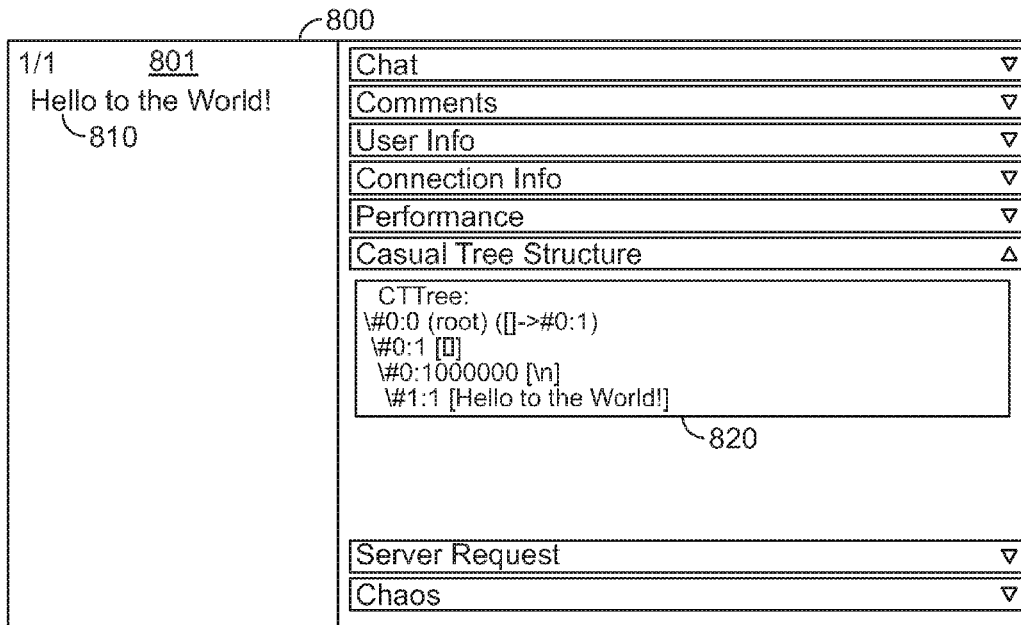 800
1/1 801
Hello to the World!
810
Chat
Comments
User Info
Connection Info
Performance
Casual Tree Structure
CTTree:
\#0:0 (root) ([]->#0:1)
\#0:1 [[]]
\#0:1000000 [\n]
\#1:1 [Hello to the World!]
820
Server Request
Chaos